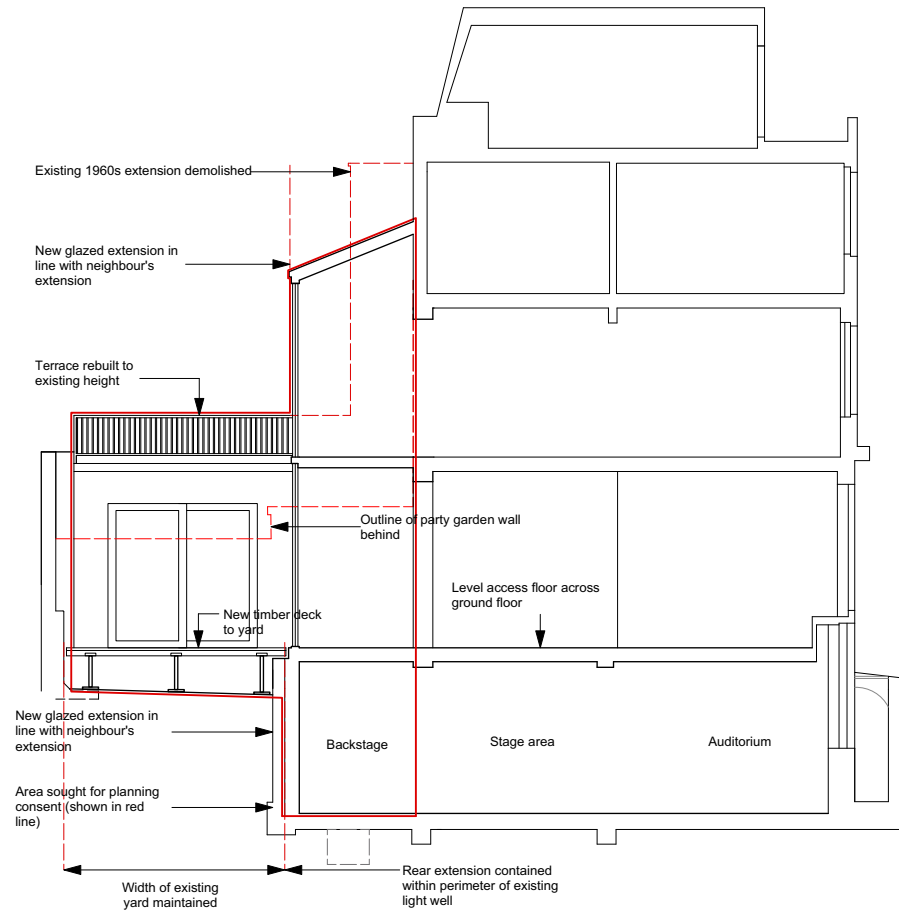 Existing 1960s extension demolished
New glazed extension in
line with neighbour's
extension
Terrace rebuilt to
existing height
Outline of party garden wall
behind
Level access floor across
ground floor
New timber deck
to yard
New glazed extension in
line with neighbour's
extension
Backstage
Stage area
Auditorium
Area sought for planning
consent (shown in red
line)
Width of existing
yard maintained
Rear extension contained
within perimeter of existing
light well